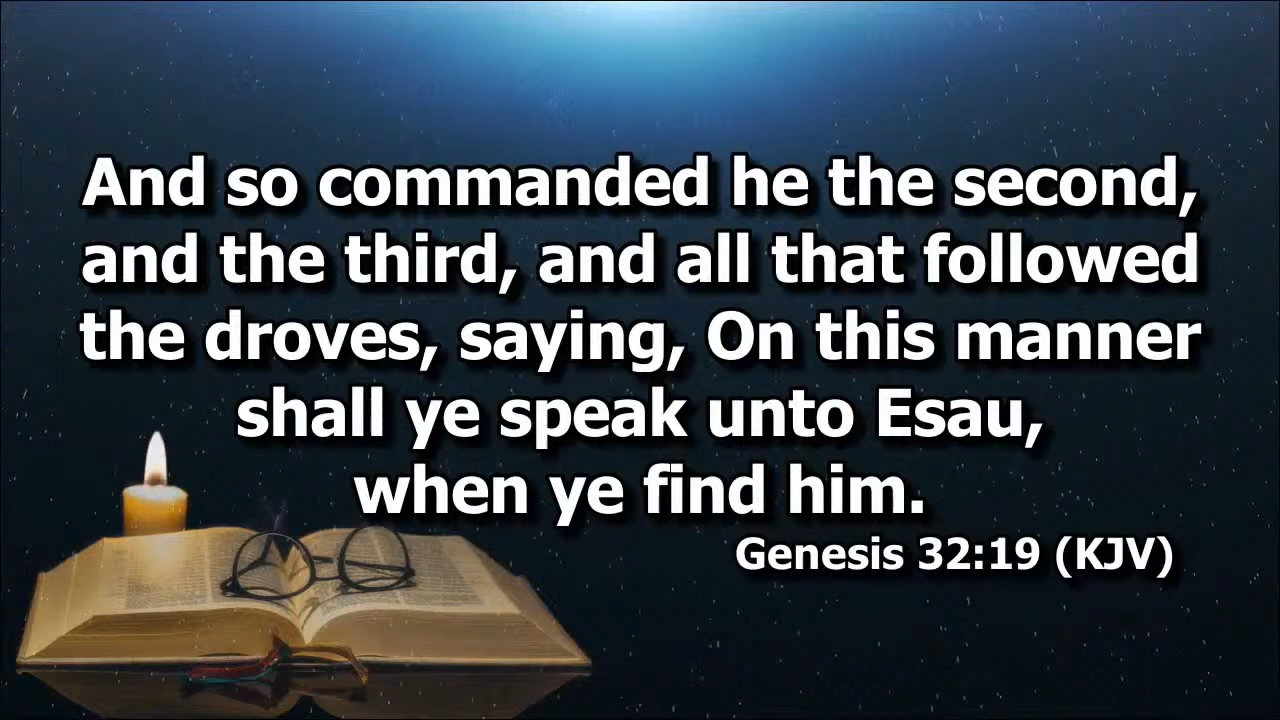 And so commanded he the second,
and the third, and all that followed
the droves, saying, On this manner
shall ye speak unto Esau,
when ye find him.
Genesis 32:19 (KJV)